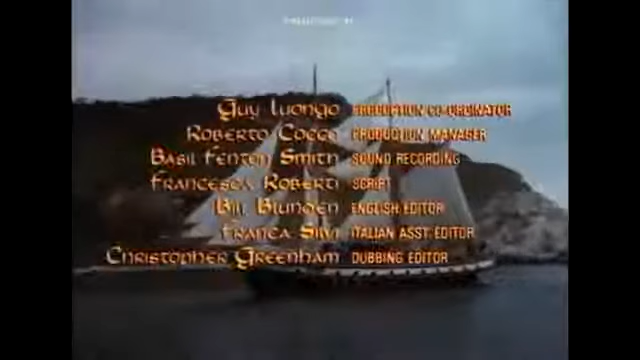 Guy Luongo PRODUCTION CO-ORDINATOR
Roberto Cocco PRODUCTION MANAGER
Basil Fenton Smith SOUND RECORDING
Francesca Roberti SCRIPT
Bill Blunden ENGLISH EDITOR
Franca Silvi ITALIAN ASST. EDITOR
Christopher Greenham DUBBING EDITOR